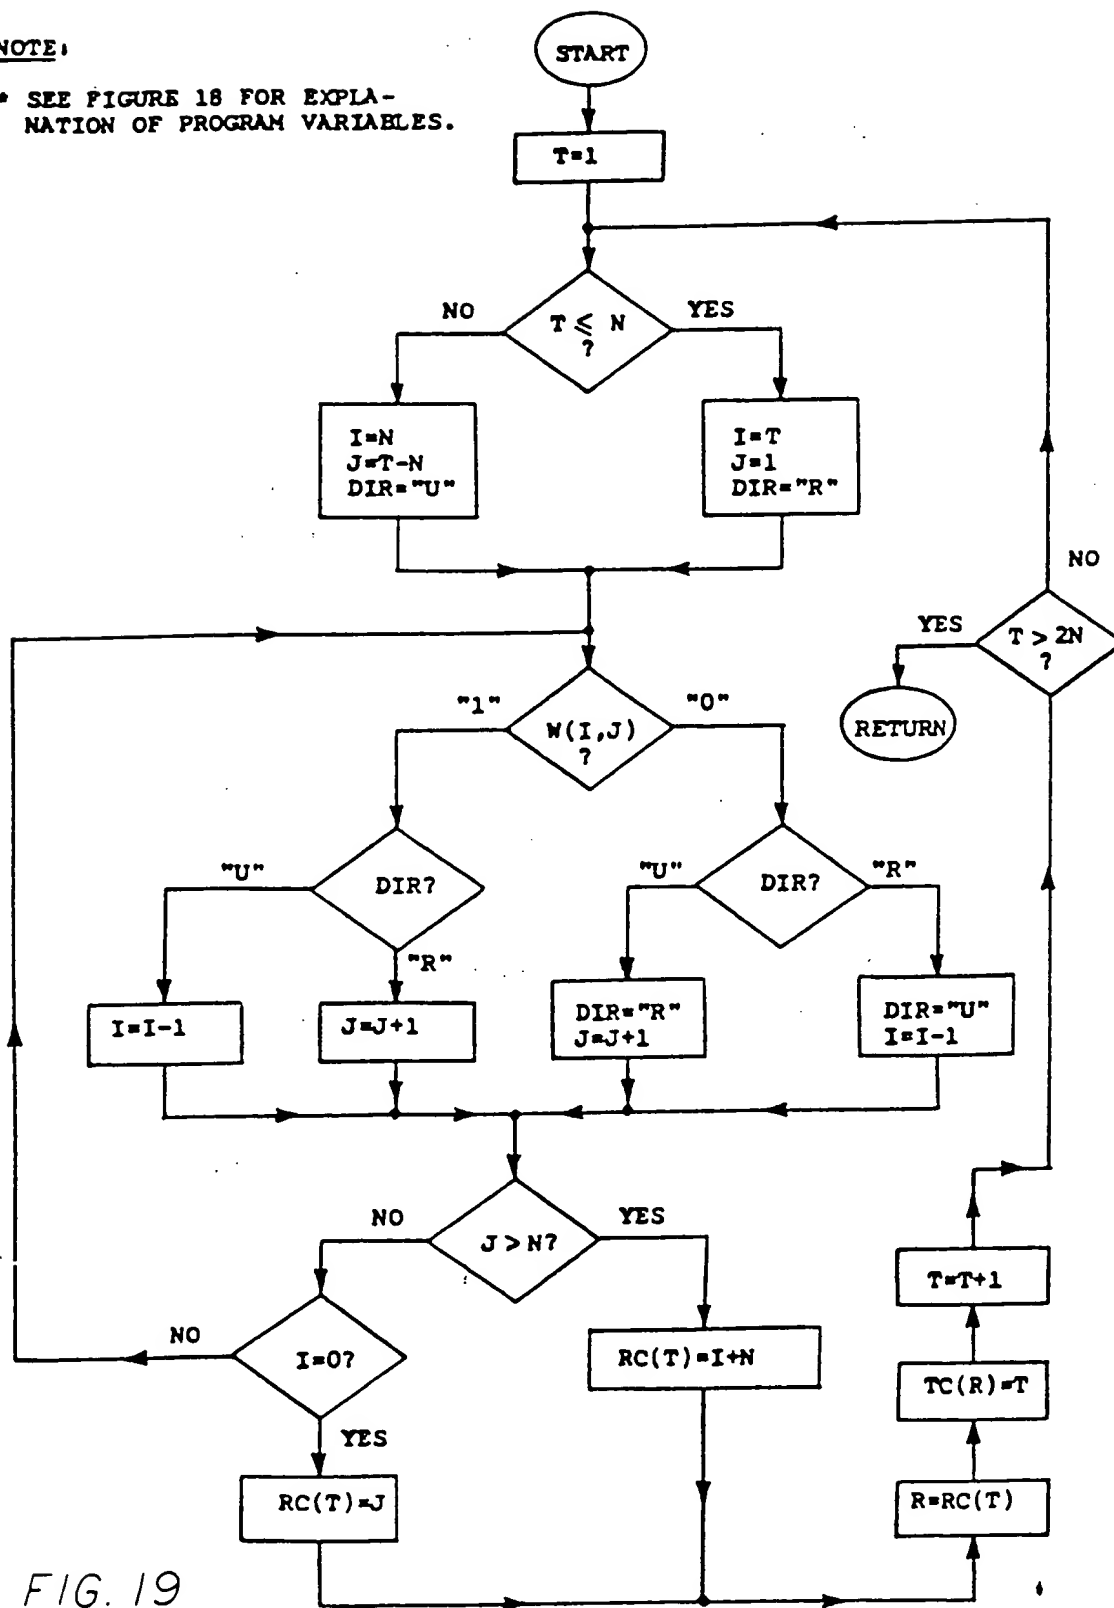 NOTE:
* SEE FIGURE 18 FOR EXPLA-
NATION OF PROGRAM VARIABLES.
START
T=1
T ≤ N
?
NO
YES
I=N
J=T-N
DIR="U"
I=T
J=1
DIR="R"
NO
T > 2N
?
YES
RETURN
W(I,J)
?
"1"
"0"
DIR?
"U"
"R"
DIR?
"U"
"R"
I=I-1
J=J+1
DIR="R"
J=J+1
DIR="U"
I=I-1
J > N?
NO
YES
I=0?
NO
YES
RC(T)=I+N
RC(T)=J
T=T+1
TC(R)=T
R=RC(T)
FIG. 19